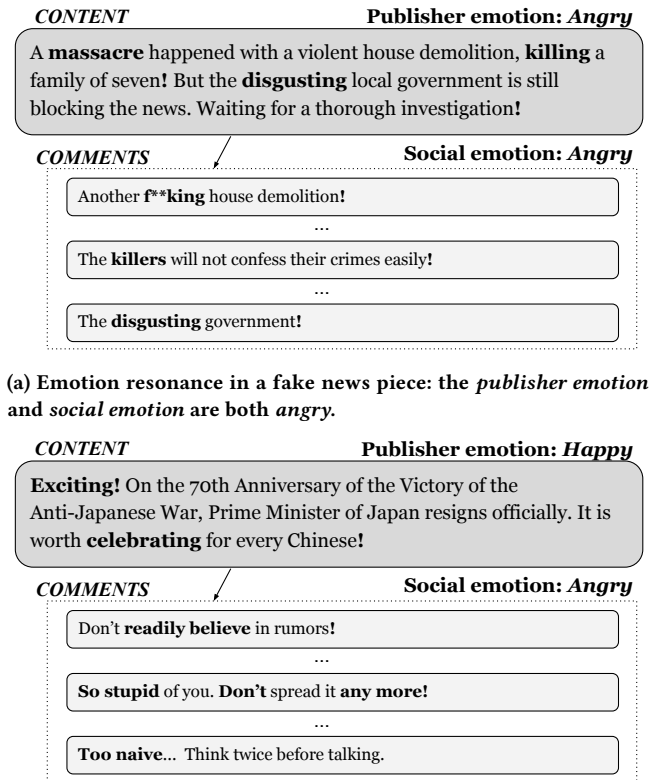 CONTENT Publisher emotion: Angry
A massacre happened with a violent house demolition, killing a
family of seven! But the disgusting local government is still
blocking the news. Waiting for a thorough investigation!
COMMENTS Social emotion: Angry
Another f**king house demolition!
...
The killers will not confess their crimes easily!
...
The disgusting government!
(a) Emotion resonance in a fake news piece: the publisher emotion
and social emotion are both angry.
CONTENT Publisher emotion: Happy
Exciting! On the 70th Anniversary of the Victory of the
Anti-Japanese War, Prime Minister of Japan resigns officially. It is
worth celebrating for every Chinese!
COMMENTS Social emotion: Angry
Don't readily believe in rumors!
...
So stupid of you. Don't spread it any more!
...
Too naive... Think twice before talking.